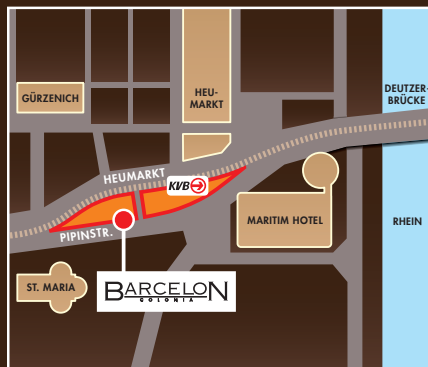 GÜRZENICH
HEU-
MARKT
DEUTZER-
BRÜCKE
HEUMARKT
KVB
PIPINSTR.
MARITIM HOTEL
RHEIN
ST. MARIA
BARCELON
COLONIA